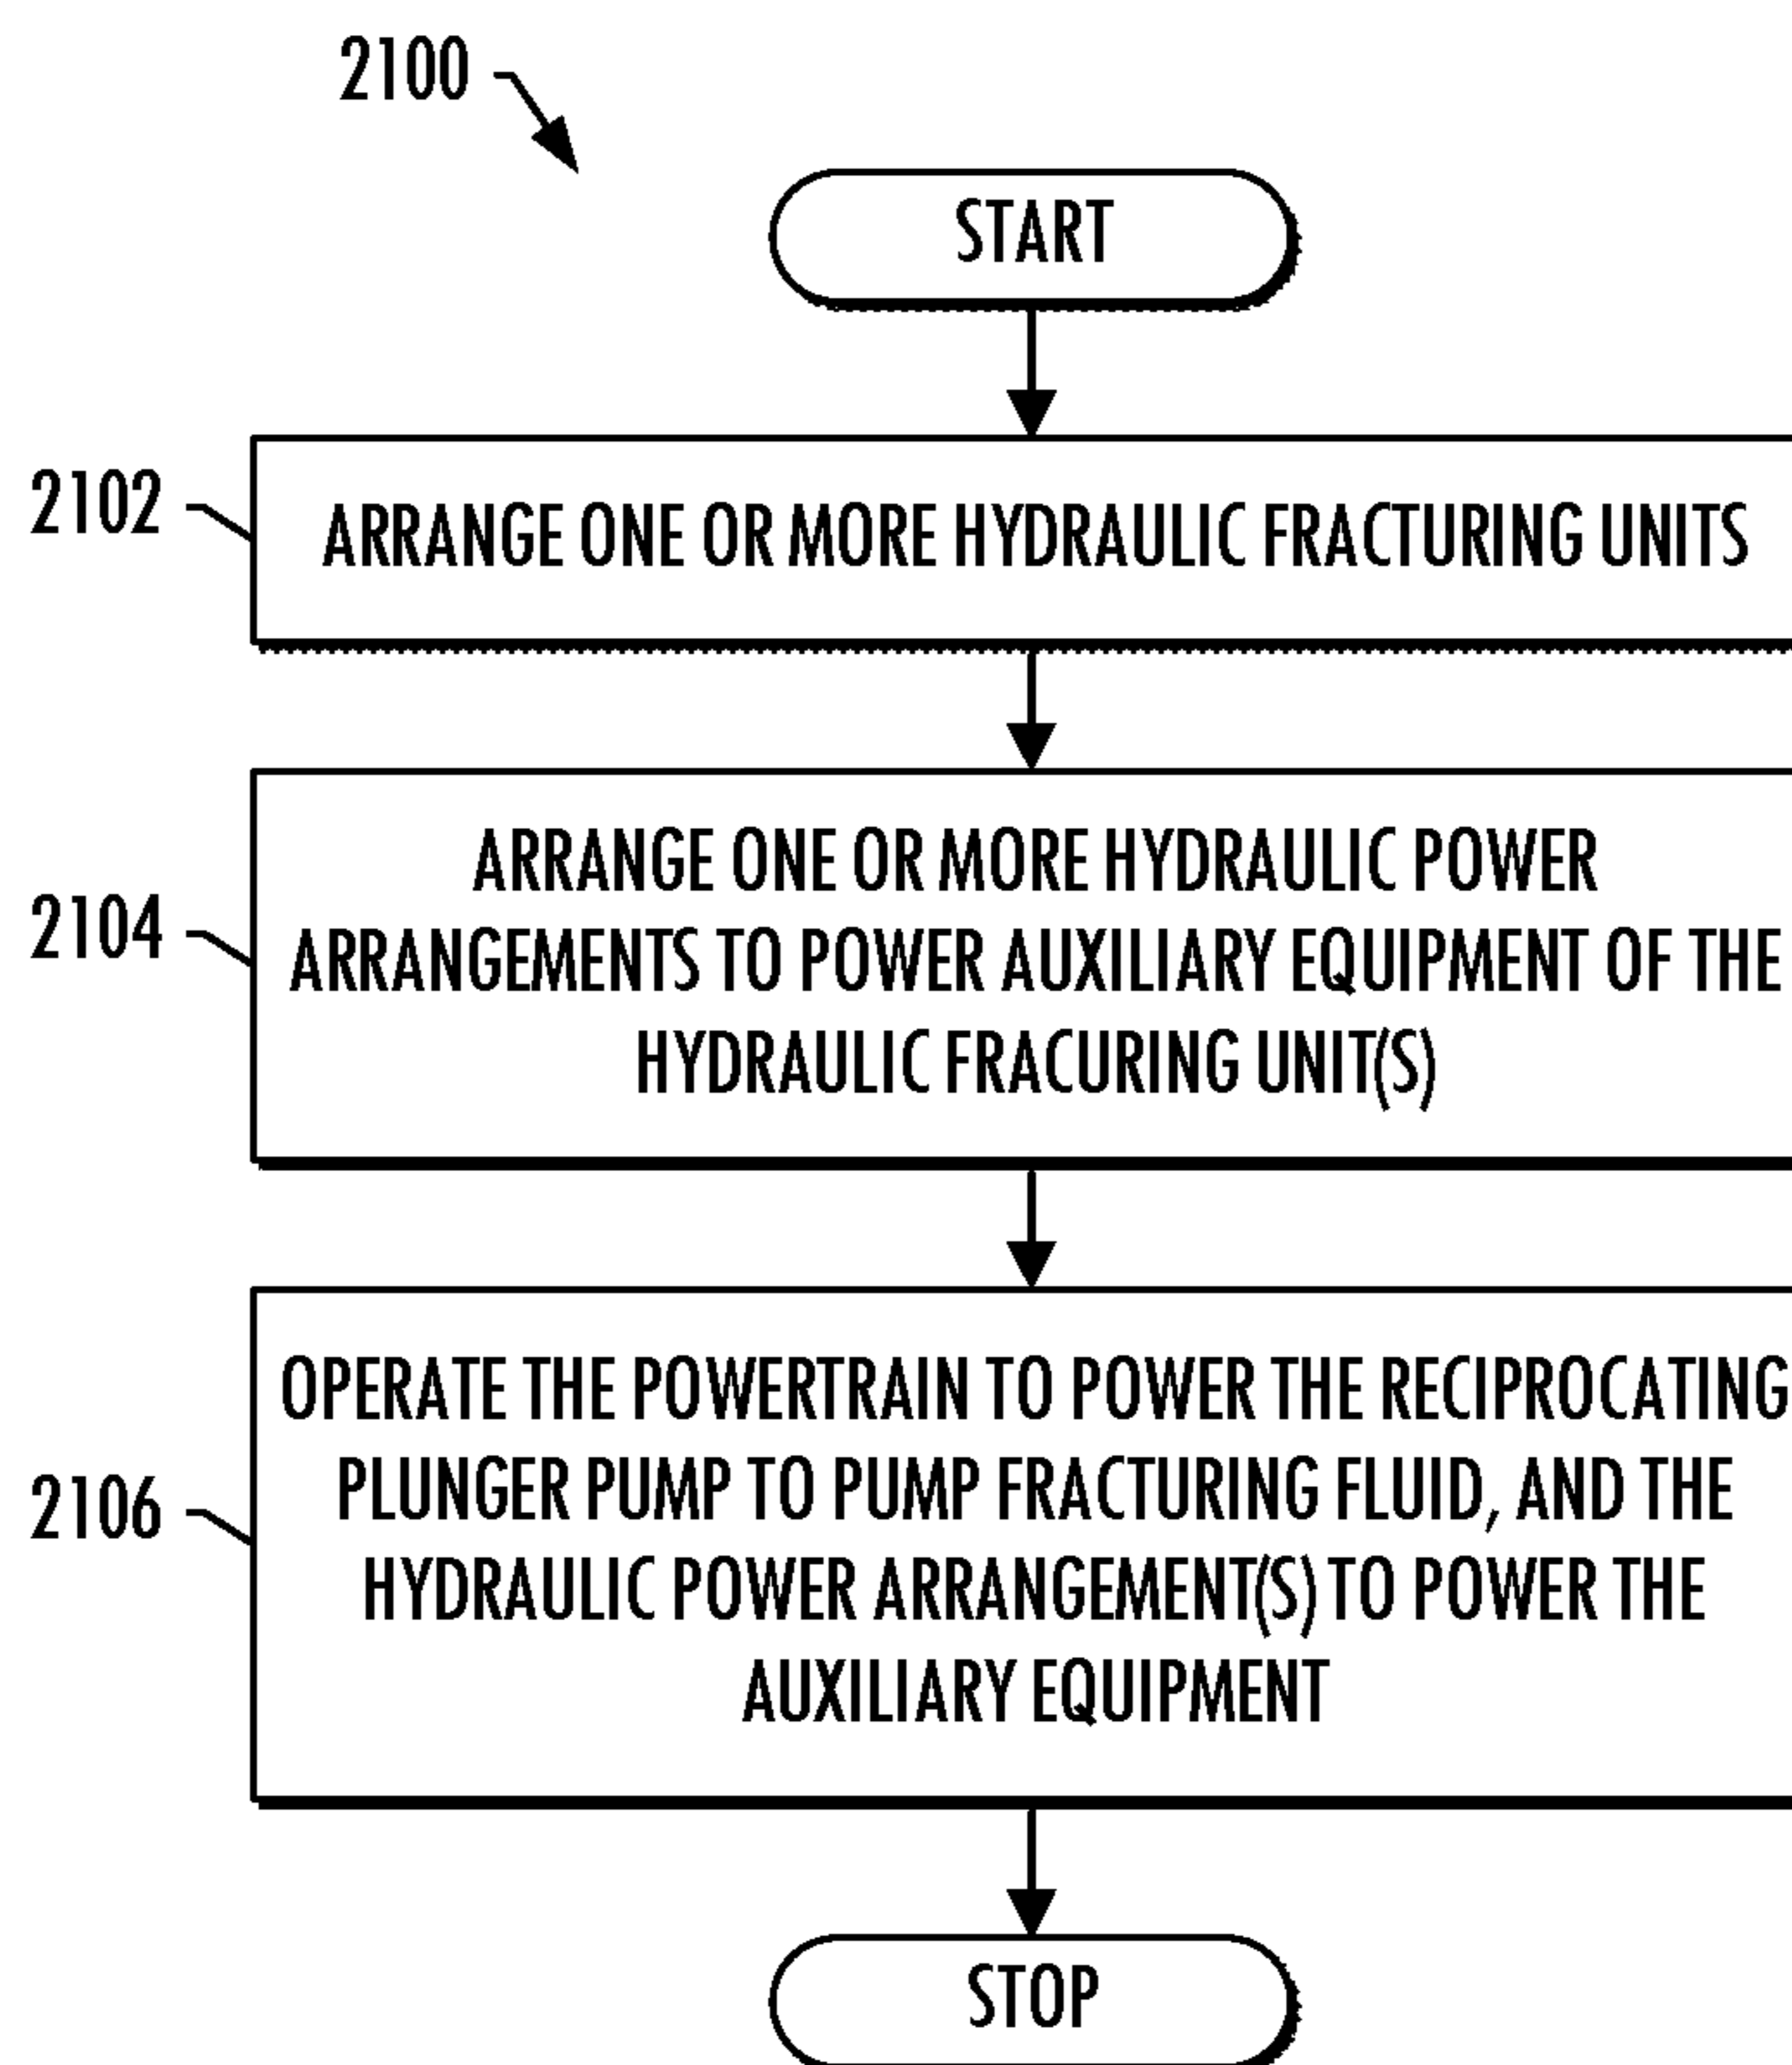 2100
START
2102
ARRANGE ONE OR MORE HYDRAULIC FRACTURING UNITS
2104
ARRANGE ONE OR MORE HYDRAULIC POWER
ARRANGEMENTS TO POWER AUXILIARY EQUIPMENT OF THE
HYDRAULIC FRACURING UNIT(S)
2106
OPERATE THE POWERTRAIN TO POWER THE RECIPROCATING
PLUNGER PUMP TO PUMP FRACTURING FLUID, AND THE
HYDRAULIC POWER ARRANGEMENT(S) TO POWER THE
AUXILIARY EQUIPMENT
STOP